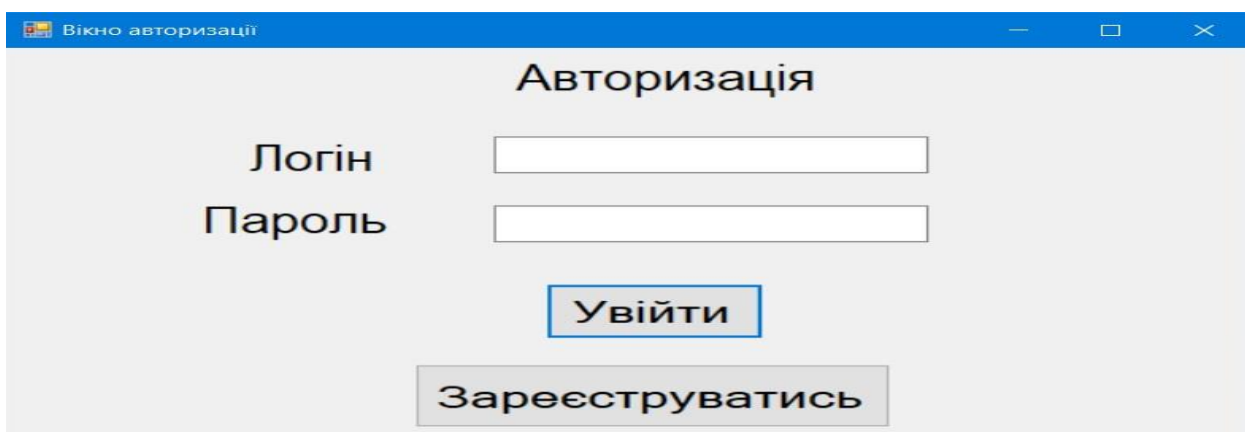 Вікно авторизації
Авторизація
Логін
Пароль
Увійти
Зареєструватись